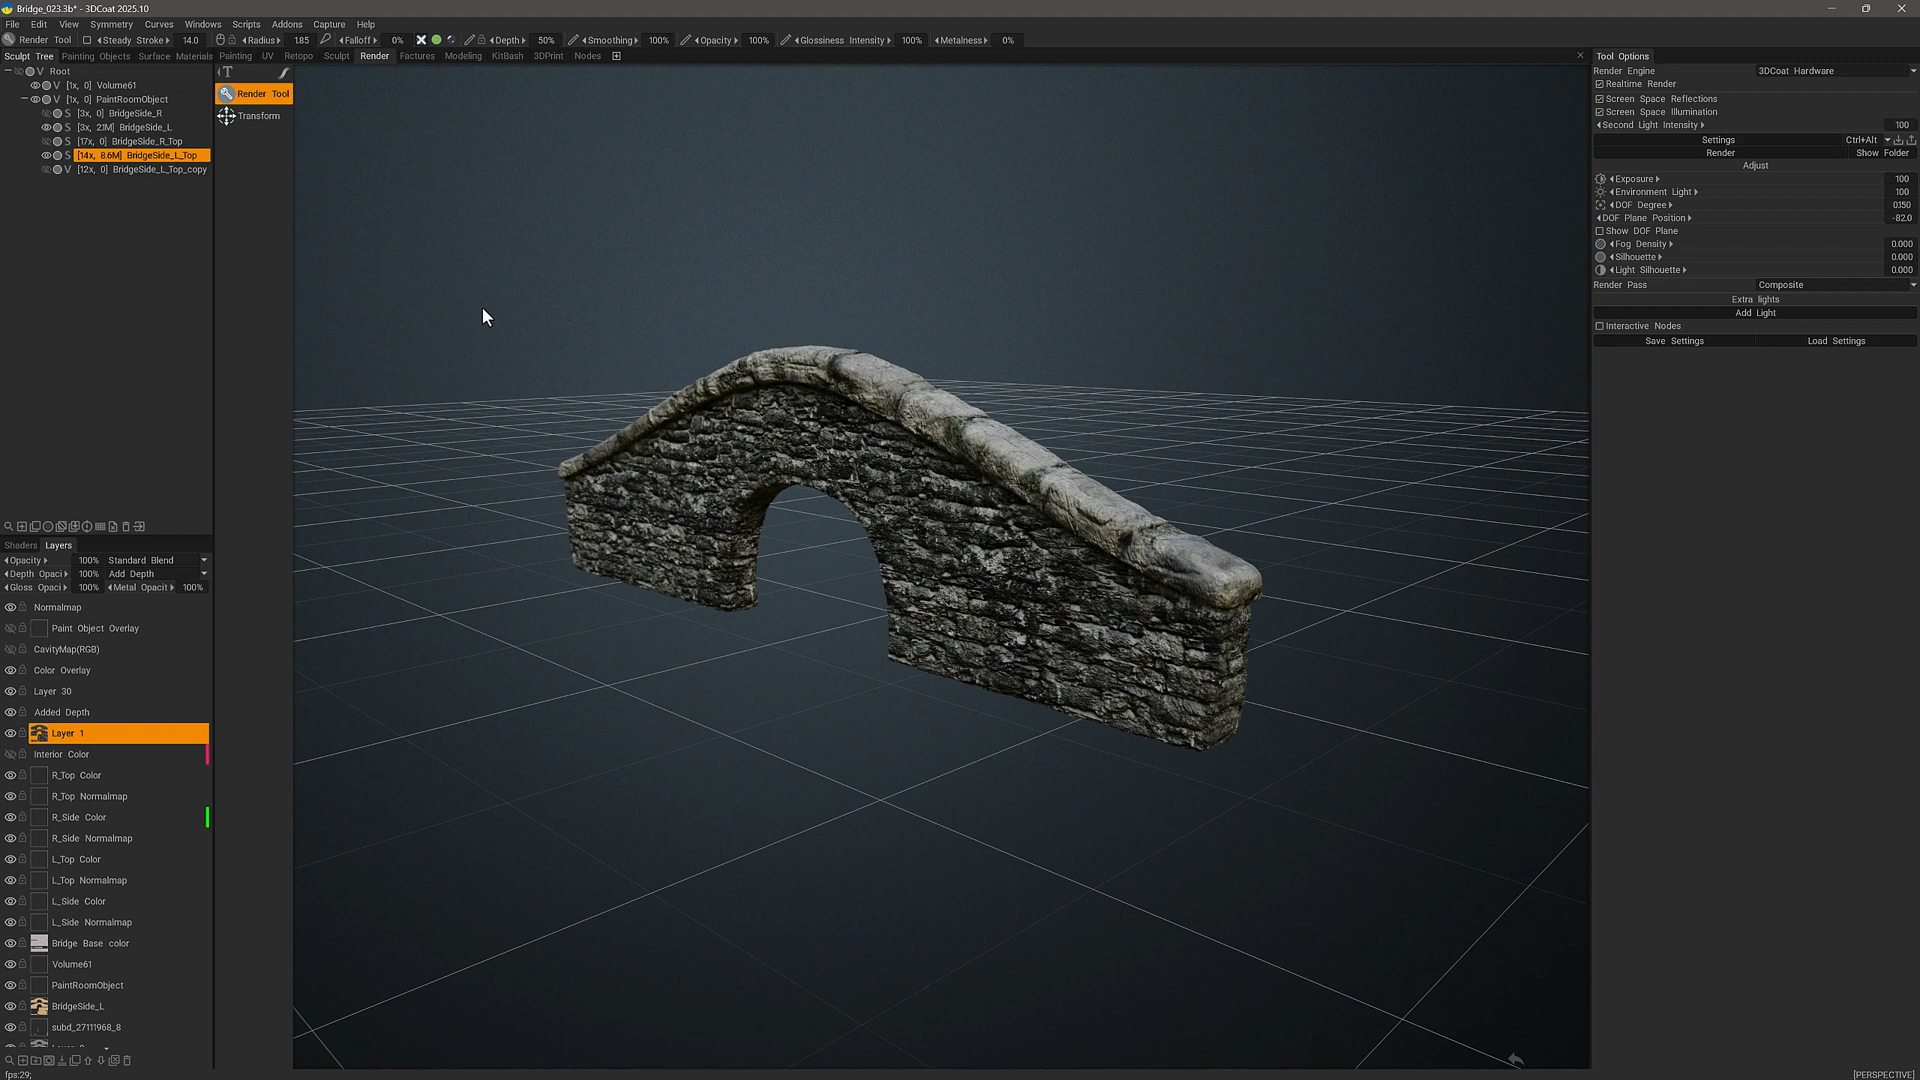 Bridge_023.3b* - 3DCoat 2025.10
File Edit View Symmetry Curves Windows Scripts Addons Capture Help
Render Tool Steady Stroke 14.0 Radius 1.85 Falloff 0% Depth 50% Smoothing 100% Opacity 100% Glossiness Intensity 100% Metalness 0%
Sculpt Tree Painting Objects Surface Materials Painting UV Retopo Sculpt Render Factures Modeling KitBash 3DPrint Nodes
Root
V [1x, 0] Volume61
V [1x, 0] PaintRoomObject
S [3x, 0] BridgeSide_R
S [3x, 2.1M] BridgeSide_L
S [17x, 0] BridgeSide_R_Top
S [14x, 8.6M] BridgeSide_L_Top
V [12x, 0] BridgeSide_L_Top_copy
T
Render Tool
Transform
Shaders Layers
Opacity 100% Standard Blend
Depth Opaci 100% Add Depth
Gloss Opaci 100% Metal Opacit 100%
Normalmap
Paint Object Overlay
CavityMap(RGB)
Color Overlay
Layer 30
Added Depth
Layer 1
Interior Color
R_Top Color
R_Top Normalmap
R_Side Color
R_Side Normalmap
L_Top Color
L_Top Normalmap
L_Side Color
L_Side Normalmap
Bridge Base color
Volume61
PaintRoomObject
BridgeSide_L
subd_27111968_8
fps:29;
Tool Options
Render Engine 3DCoat Hardware
Realtime Render
Screen Space Reflections
Screen Space Illumination
Second Light Intensity 100
Settings Ctrl+Alt
Render Show Folder
Adjust
Exposure 100
Environment Light 100
DOF Degree 0.150
DOF Plane Position -82.0
Show DOF Plane
Fog Density 0.000
Silhouette 0.000
Light Silhouette 0.000
Render Pass Composite
Extra lights
Add Light
Interactive Nodes
Save Settings Load Settings
[PERSPECTIVE]